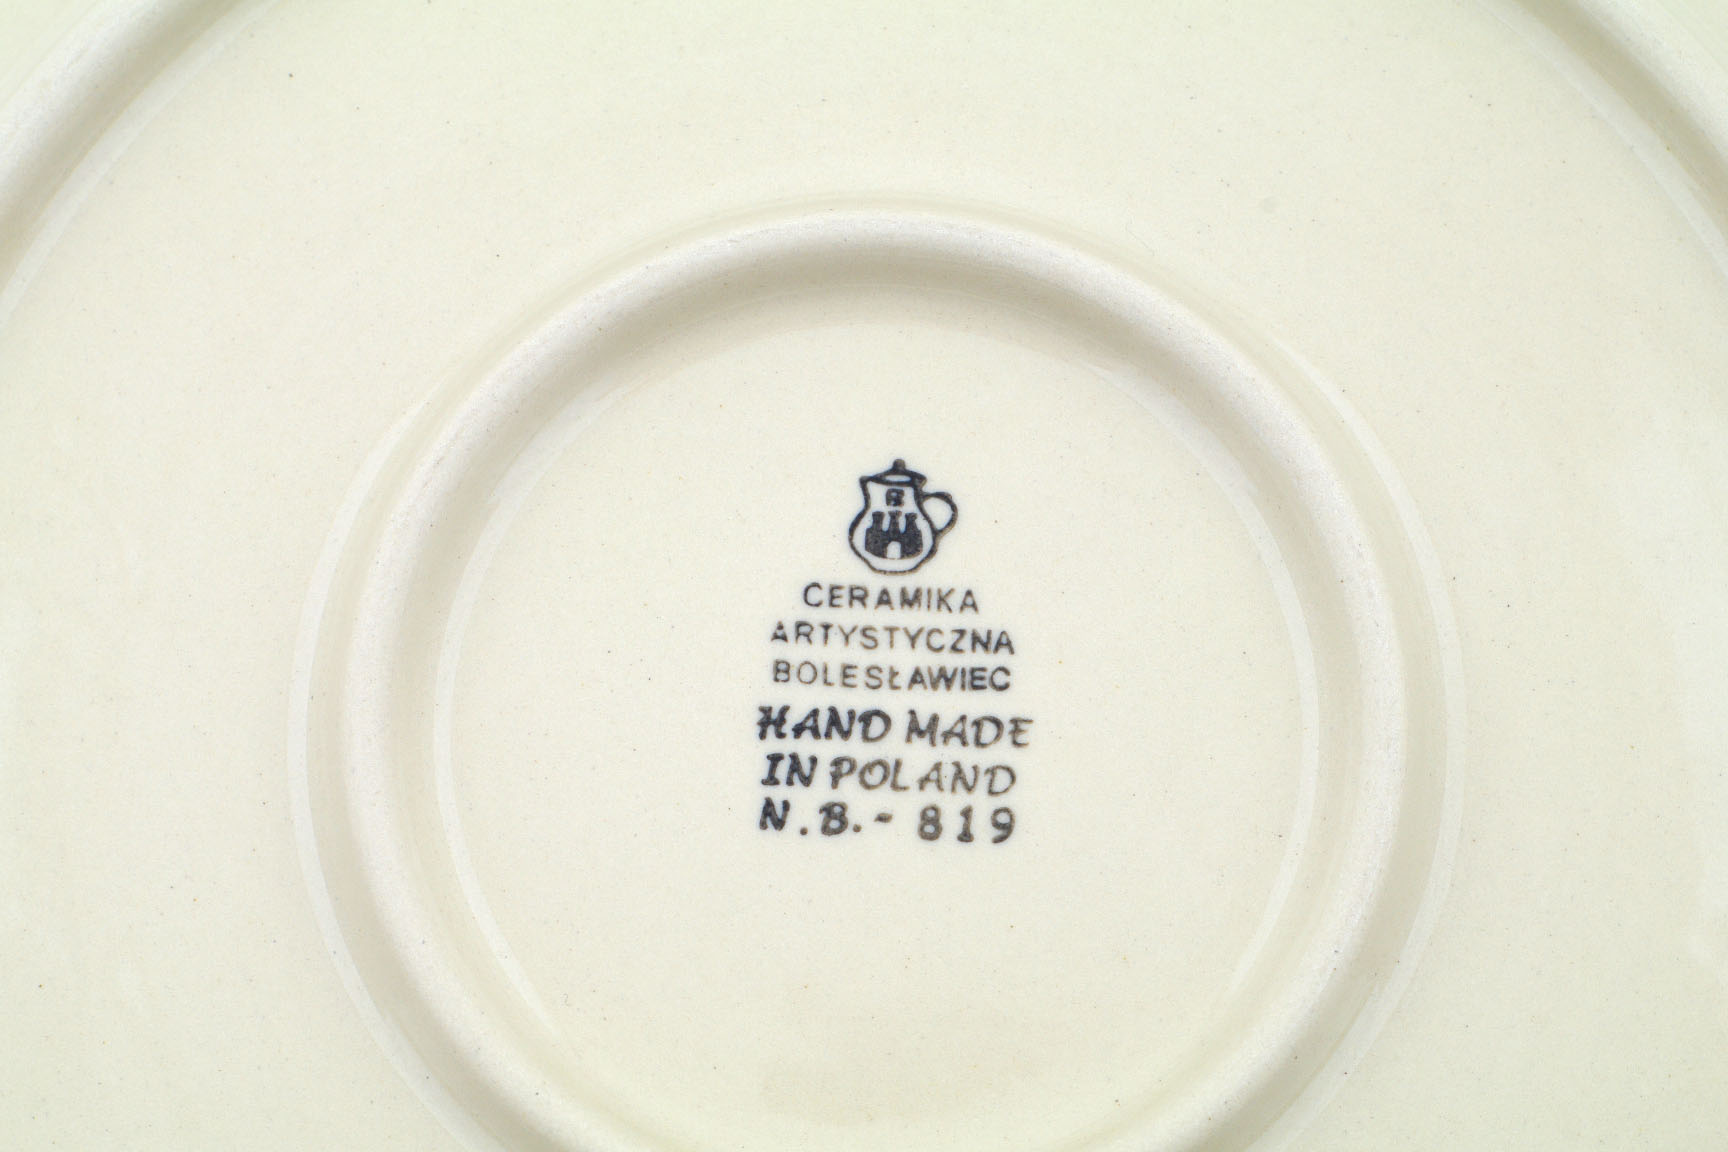 CERAMIKA
ARTYSTYCZNA
BOLESŁAWIEC
HAND MADE
IN POLAND
N.B.- 819